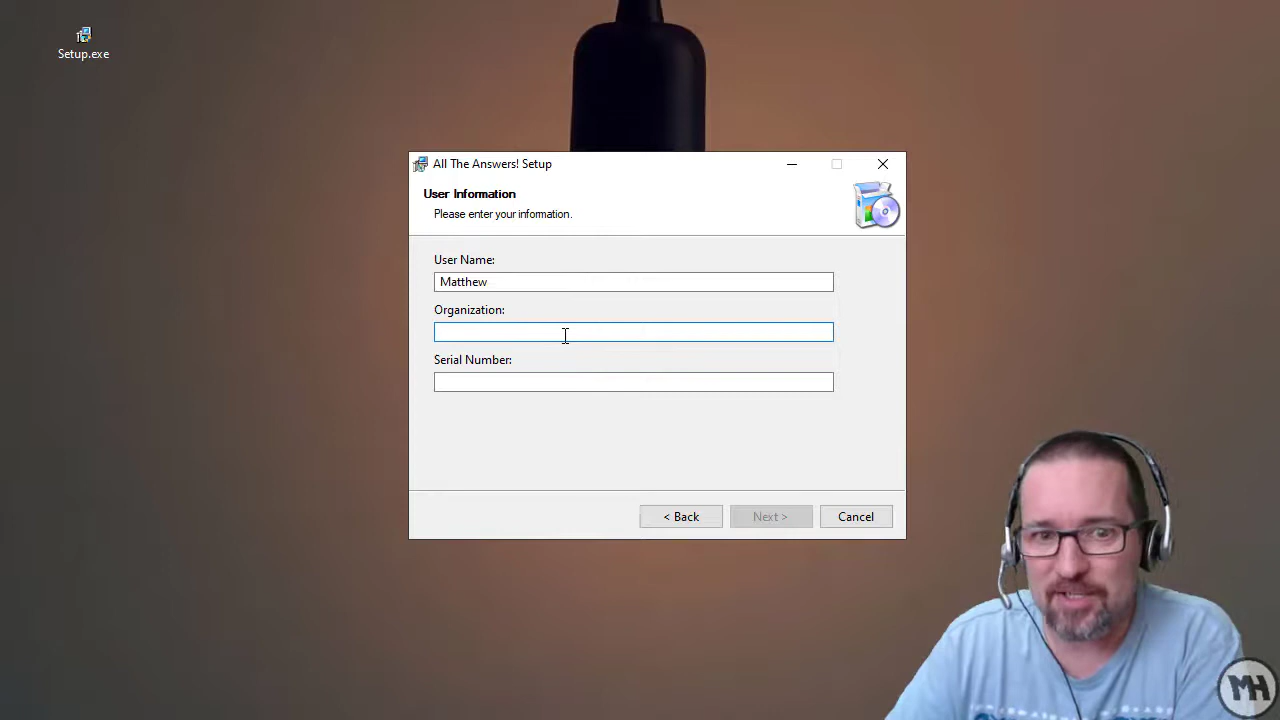 Setup.exe
All The Answers! Setup
User Information
Please enter your information.
User Name:
Matthew
Organization:
Serial Number:
< Back
Next >
Cancel
MH